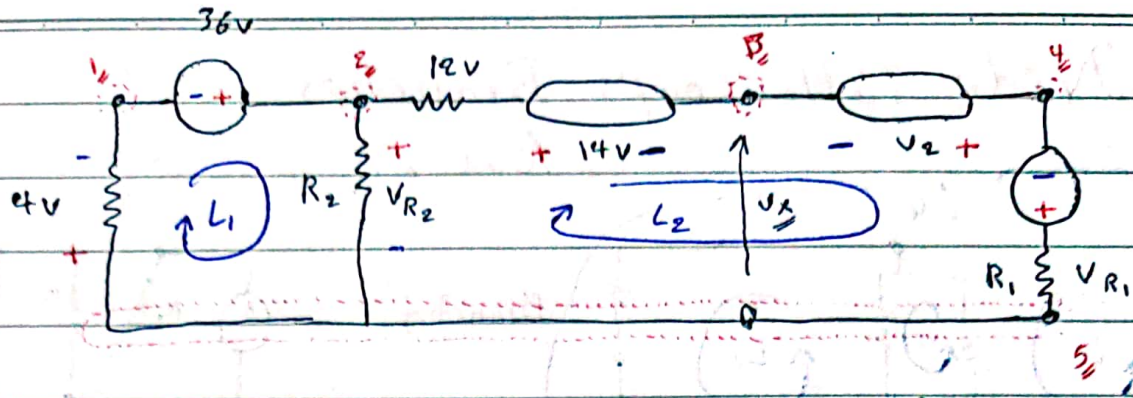 36v
1 2 12v 3 4
- + + 14v - - v2 +
- + R2 VR2 -
4v L1 L2 vx
+ - + R1 VR1
5